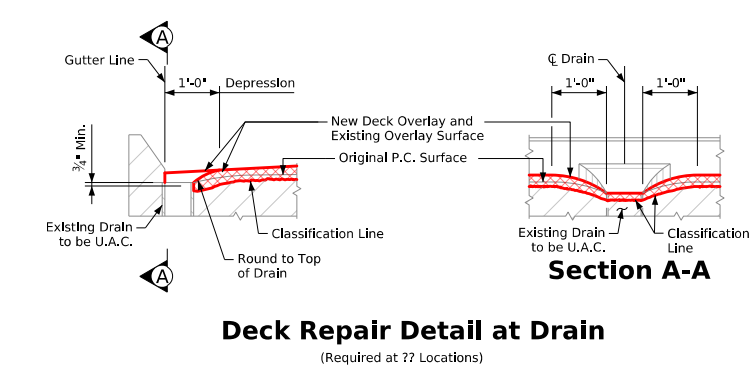 A
Gutter Line
1'-0"
Depression
3/4" Min.
New Deck Overlay and
Existing Overlay Surface
Original P.C. Surface
Existing Drain
to be U.A.C.
Classification Line
Round to Top
of Drain
A
℄ Drain
1'-0"
1'-0"
Existing Drain
to be U.A.C.
Classification
Line
Section A-A
Deck Repair Detail at Drain
(Required at ?? Locations)